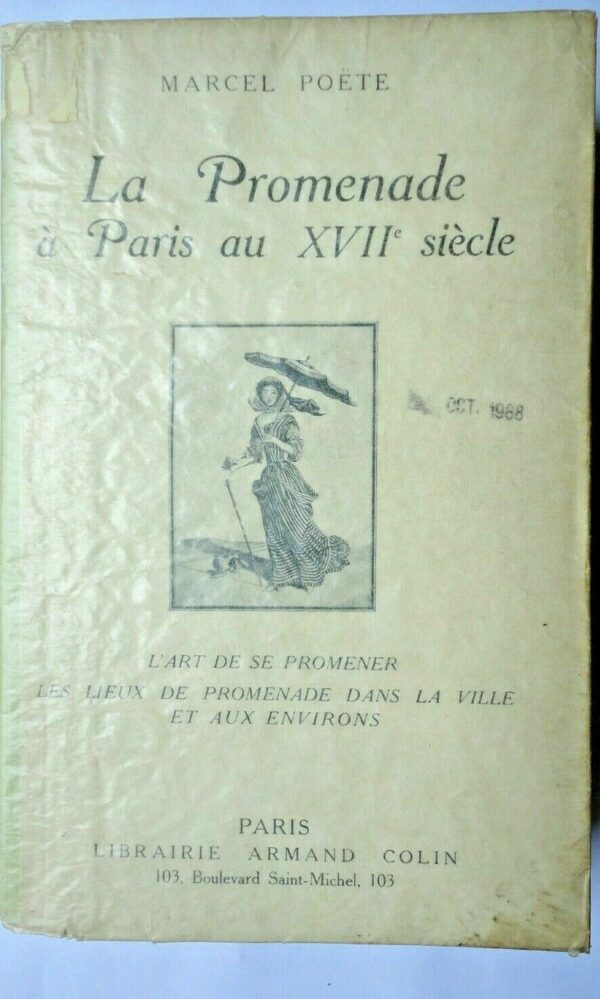 MARCEL POËTE
La Promenade
à Paris au XVIIe siècle
OCT. 1968
L'ART DE SE PROMENER
LES LIEUX DE PROMENADE DANS LA VILLE
ET AUX ENVIRONS
PARIS
LIBRAIRIE ARMAND COLIN
103, Boulevard Saint-Michel, 103